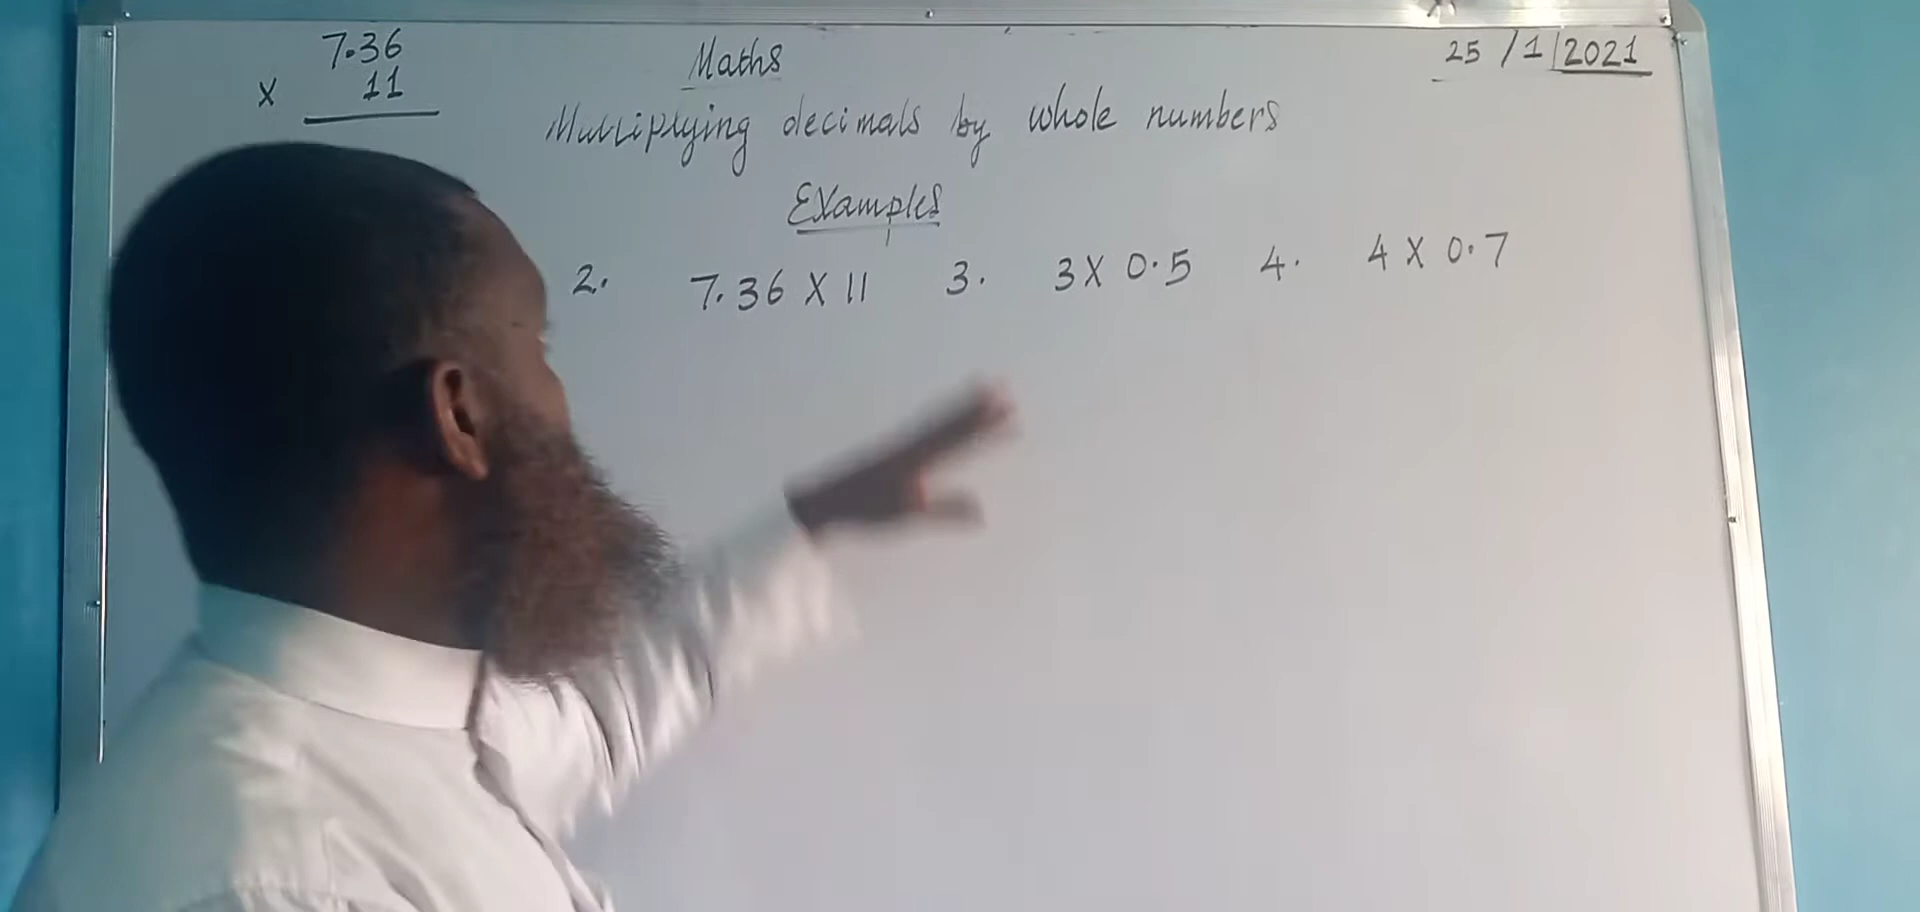 7.36
x 11
Maths
25/1/2021
Multiplying decimals by whole numbers
Examples
2. 7.36 X 11 3. 3 X 0.5 4. 4 X 0.7